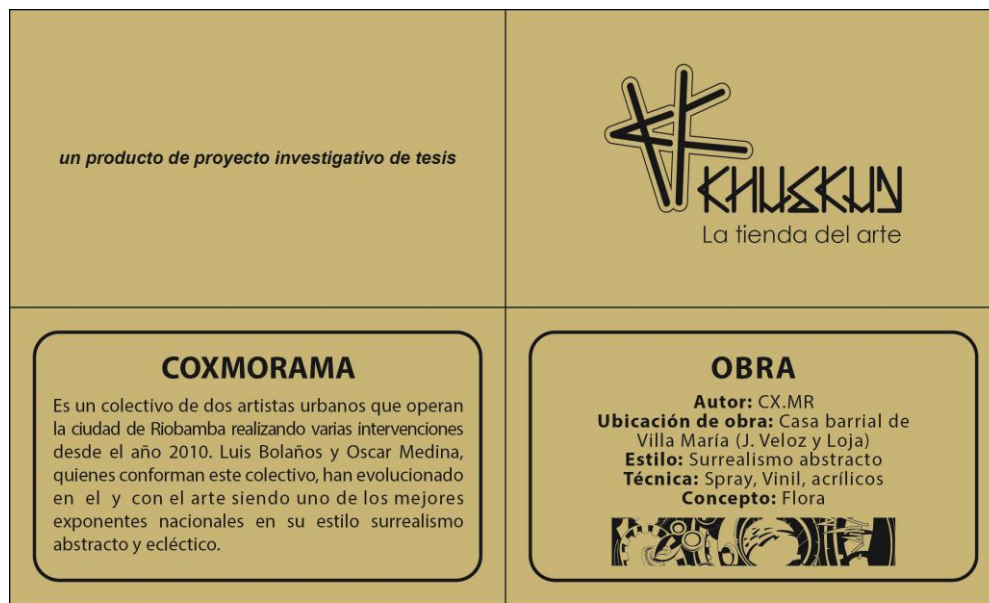 un producto de proyecto investigativo de tesis
KHUSKUY
La tienda del arte
COXMORAMA
Es un colectivo de dos artistas urbanos que operan
la ciudad de Riobamba realizando varias intervenciones
desde el año 2010. Luis Bolaños y Oscar Medina,
quienes conforman este colectivo, han evolucionado
en el y con el arte siendo uno de los mejores
exponentes nacionales en su estilo surrealismo
abstracto y ecléctico.
OBRA
Autor: CX.MR
Ubicación de obra: Casa barrial de
Villa María (J. Veloz y Loja)
Estilo: Surrealismo abstracto
Técnica: Spray, Vinil, acrílicos
Concepto: Flora